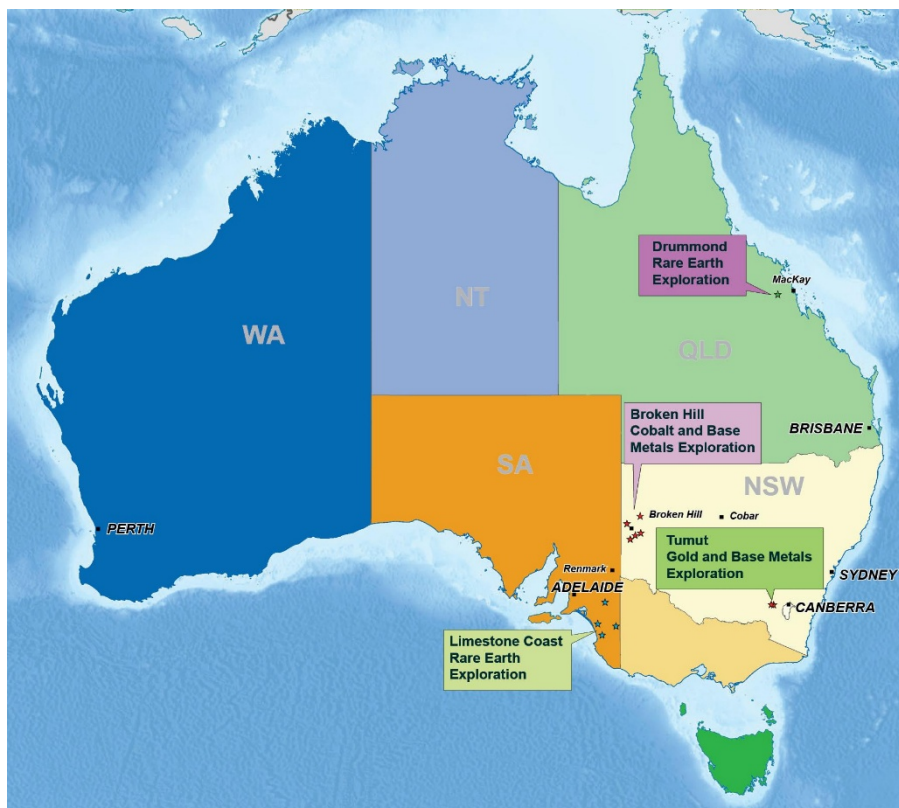 Drummond
Rare Earth
Exploration
MacKay
NT
WA
QLD
Broken Hill
Cobalt and Base
Metals Exploration
BRISBANE
SA
NSW
Broken Hill
Cobar
PERTH
Tumut
Gold and Base Metals
Exploration
Renmark
SYDNEY
ADELAIDE
CANBERRA
Limestone Coast
Rare Earth
Exploration